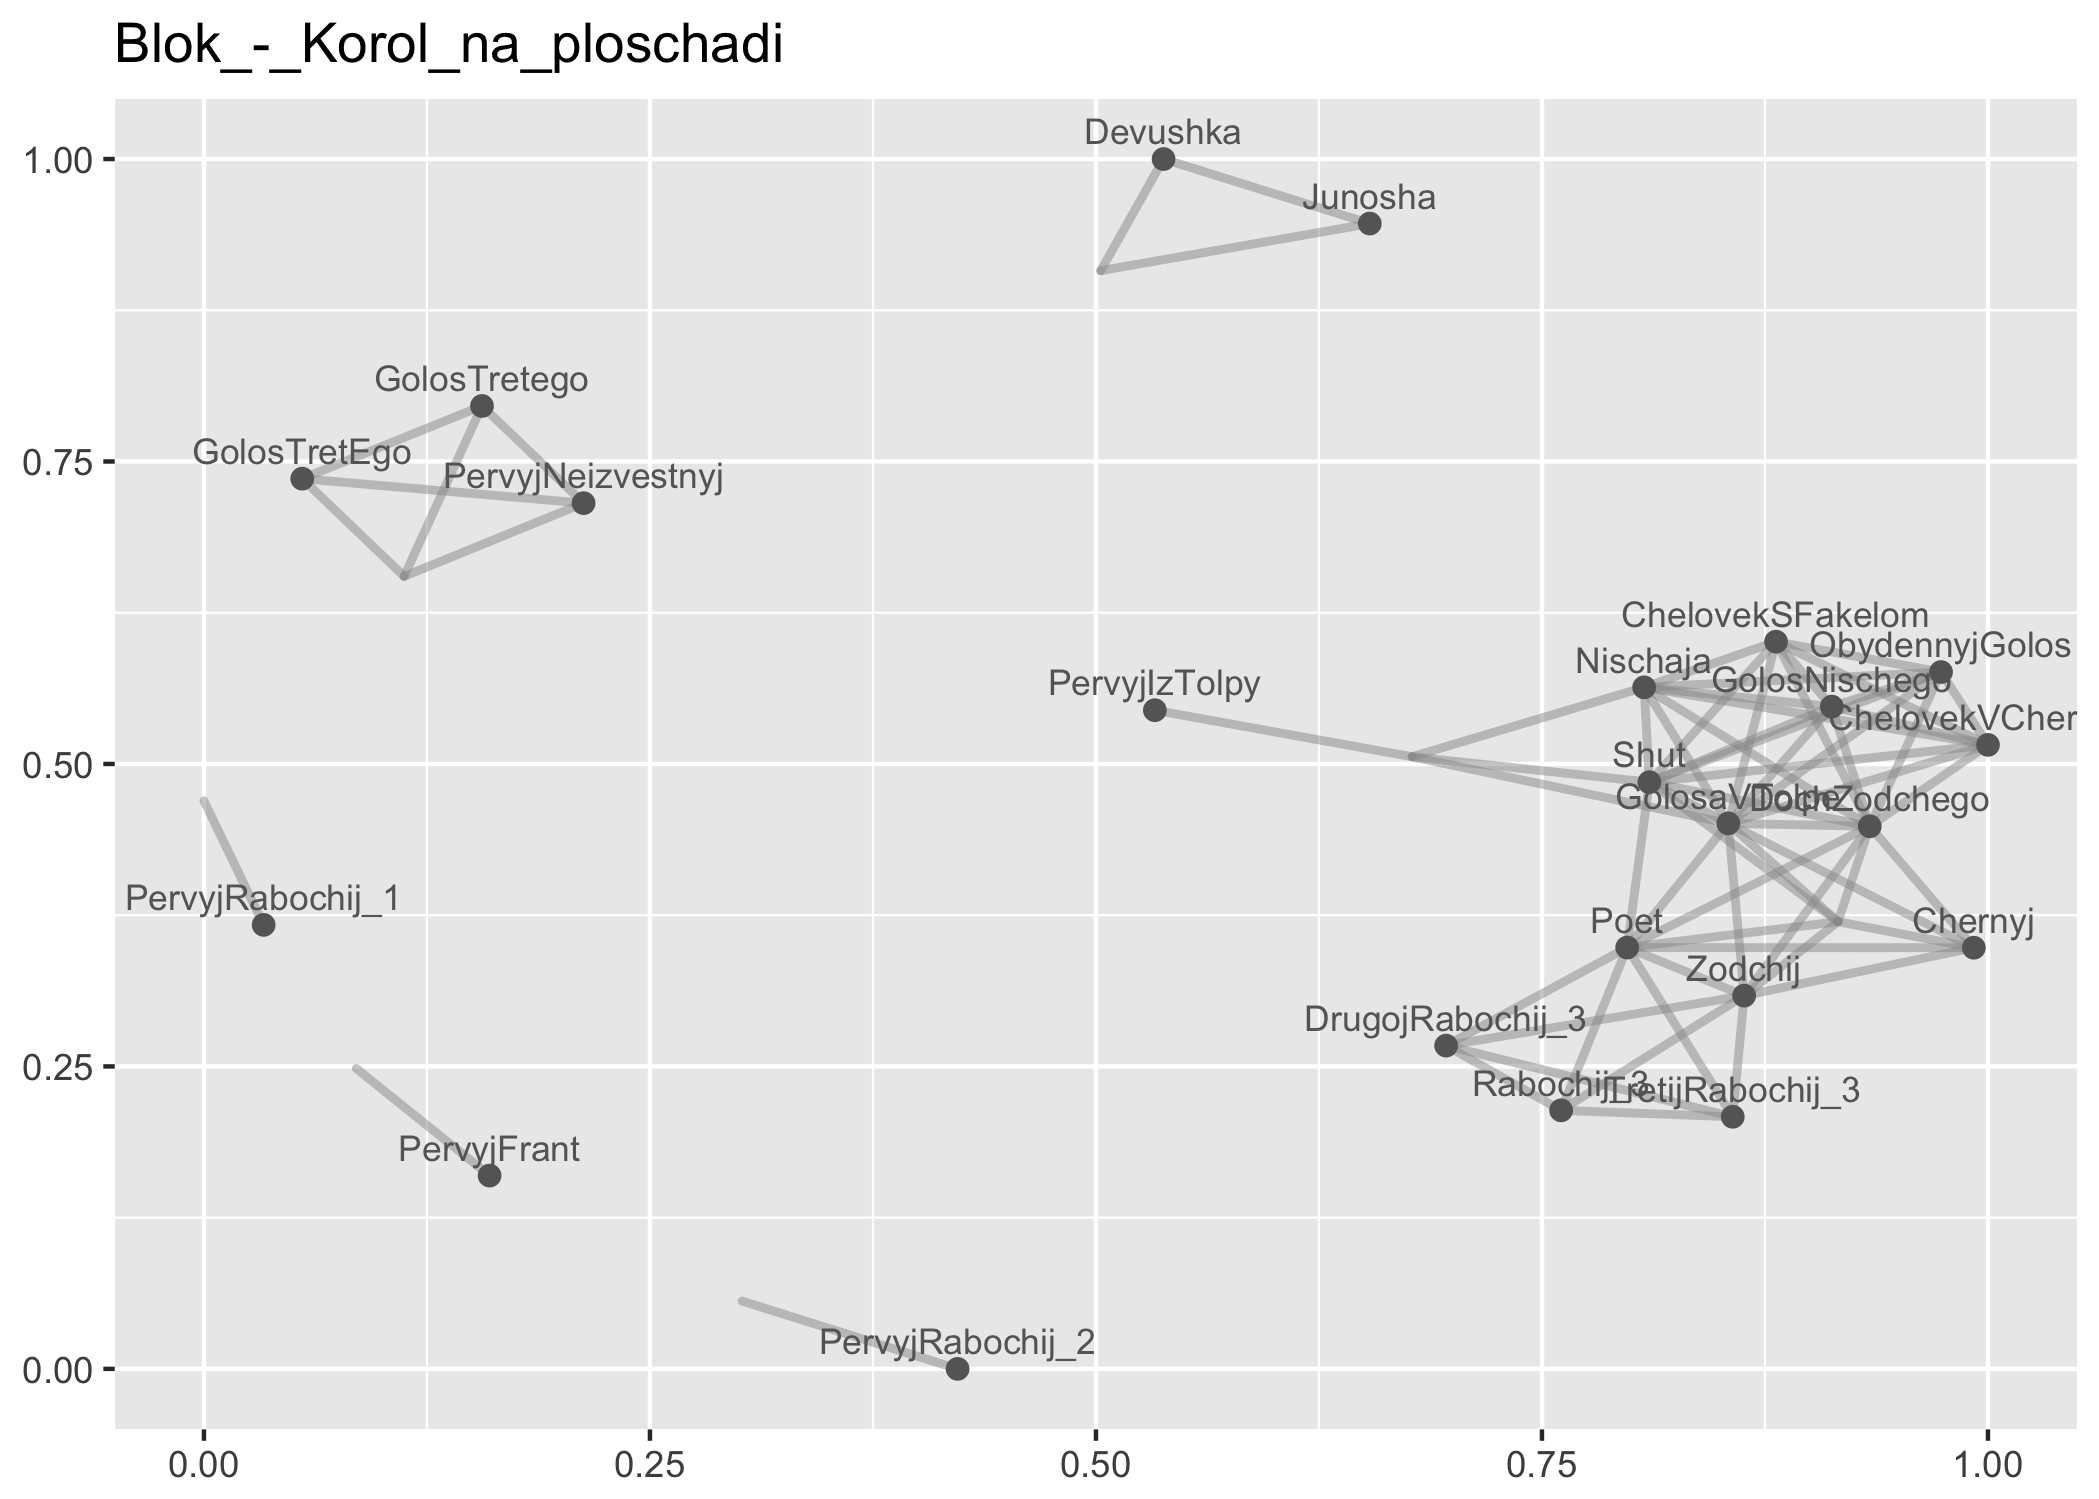 Blok_-_Korol_na_ploschadi
1.00
0.75
0.50
0.25
0.00
Devushka
Junosha
GolosTretego
GolosTretEgo
PervyjNeizvestnyj
ChelovekSFakelom
ObydennyjGolos
Nischaja
GolosNischego
PervyjIzTolpy
ChelovekVCher
Shut
GolosaVTolpe
DochZodchego
PervyjRabochij_1
Poet
Chernyj
Zodchij
DrugojRabochij_3
Rabochij_3
TretijRabochij_3
PervyjFrant
PervyjRabochij_2
0.00
0.25
0.50
0.75
1.00